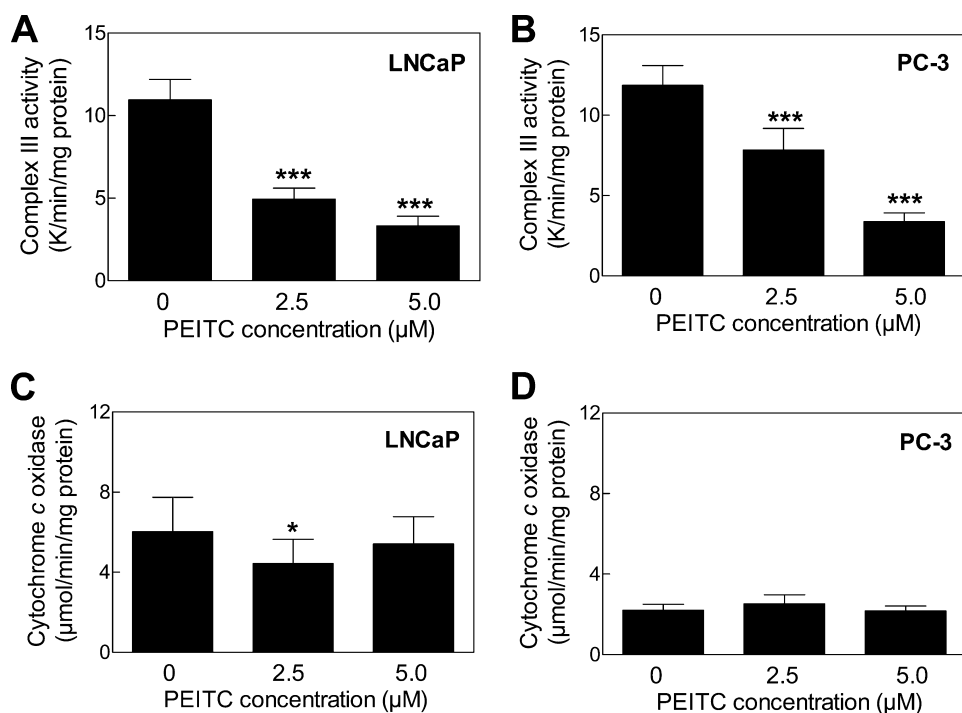 A
Complex III activity
(K/min/mg protein)
15
10
5
0
LNCaP
***
***
0 2.5 5.0
PEITC concentration (µM)
B
Complex III activity
(K/min/mg protein)
15
10
5
0
PC-3
***
***
0 2.5 5.0
PEITC concentration (µM)
C
Cytochrome c oxidase
(µmol/min/mg protein)
12
8
4
0
LNCaP
*
0 2.5 5.0
PEITC concentration (µM)
D
Cytochrome c oxidase
(µmol/min/mg protein)
12
8
4
0
PC-3
0 2.5 5.0
PEITC concentration (µM)